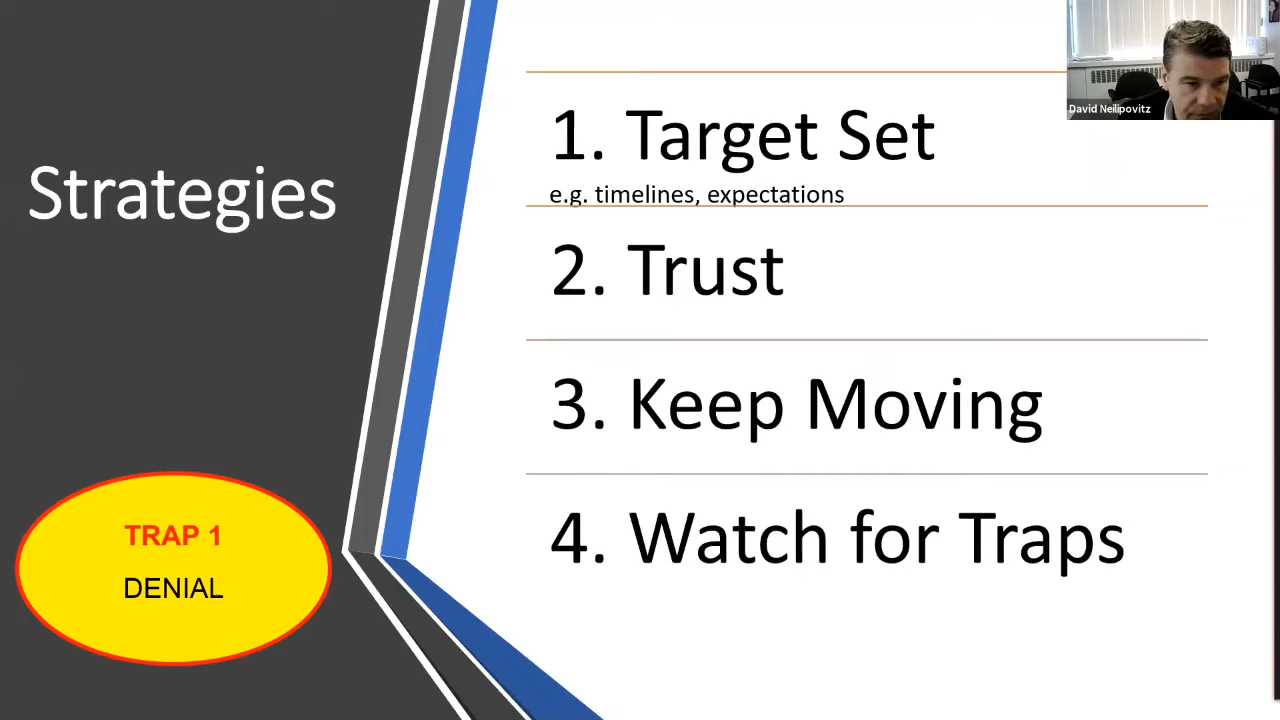 Strategies
1. Target Set
e.g. timelines, expectations
2. Trust
3. Keep Moving
4. Watch for Traps
TRAP 1
DENIAL
David Neilipovitz